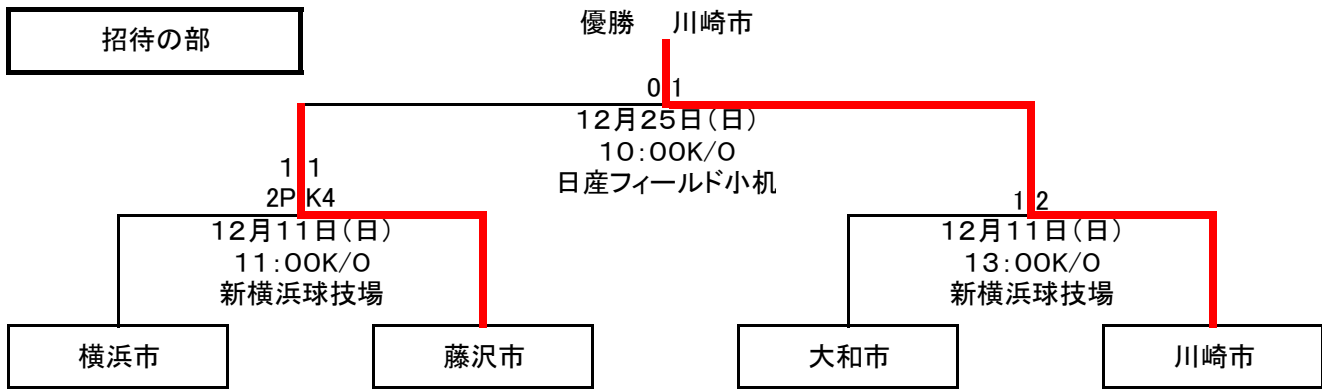 招待の部
優勝 川崎市
0 1
12月25日(日)
10:00K/O
日産フィールド小机
1 1
2PK4
12月11日(日)
11:00K/O
新横浜球技場
1 2
12月11日(日)
13:00K/O
新横浜球技場
横浜市
藤沢市
大和市
川崎市